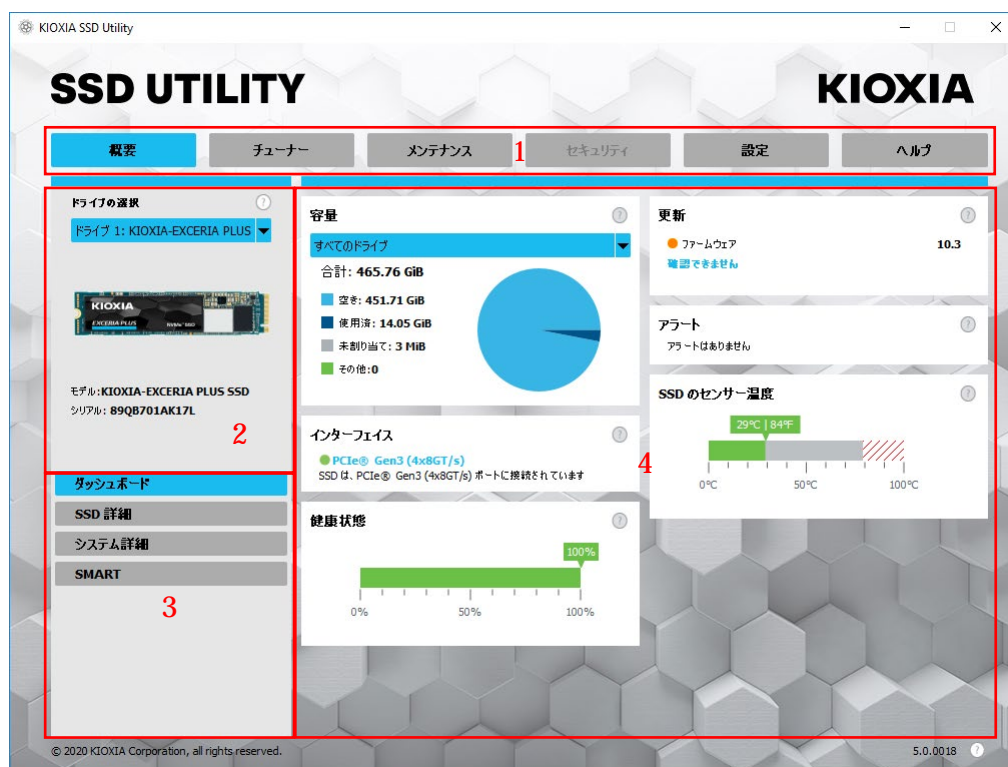 KIOXIA SSD Utility
SSD UTILITY
KIOXIA
概要 チューナー メンテナンス 1 セキュリティ 設定 ヘルプ
ドライブの選択
ドライブ 1: KIOXIA-EXCERIA PLUS
KIOXIA
EXCERIA PLUS NVMe™ SSD
モデル:KIOXIA-EXCERIA PLUS SSD
シリアル: 89QB701AK17L
2
ダッシュボード
SSD 詳細
システム詳細
SMART
3
容量
すべてのドライブ
合計: 465.76 GiB
空き: 451.71 GiB
使用済: 14.05 GiB
未割り当て: 3 MiB
その他:0
インターフェイス
PCIe® Gen3 (4x8GT/s)
SSD は、PCIe® Gen3 (4x8GT/s) ポートに接続されています
健康状態
100%
0% 50% 100%
4
更新
ファームウェア 10.3
確認できません
アラート
アラートはありません
SSD のセンサー温度
29°C | 84°F
0°C 50°C 100°C
© 2020 KIOXIA Corporation, all rights reserved.
5.0.0018